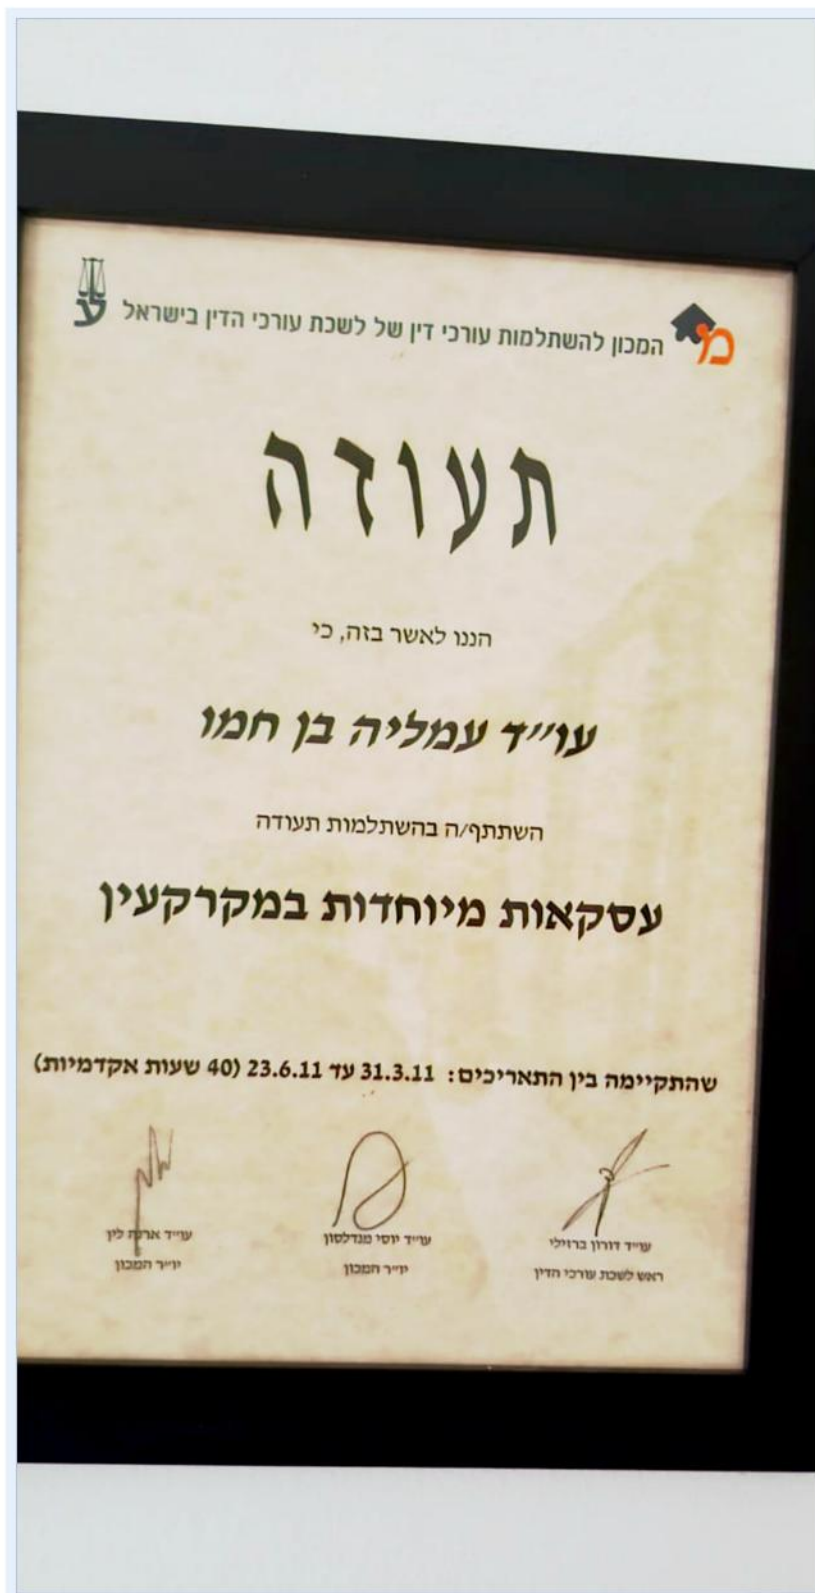 המכון להשתלמות עורכי דין של לשכת עורכי הדין בישראל
תעודה
הננו לאשר בזה, כי
עו״ד עמליה בן חמו
השתתף/ה בהשתלמות תעודה
עסקאות מיוחדות במקרקעין
שהתקיימה בין התאריכים: 31.3.11 עד 23.6.11 (40 שעות אקדמיות)
עו״ד דורון ברזילי
ראש לשכת עורכי הדין
עו״ד יוסי מנדלסון
יו״ר המכון
עו״ד לין
יו״ר המכון